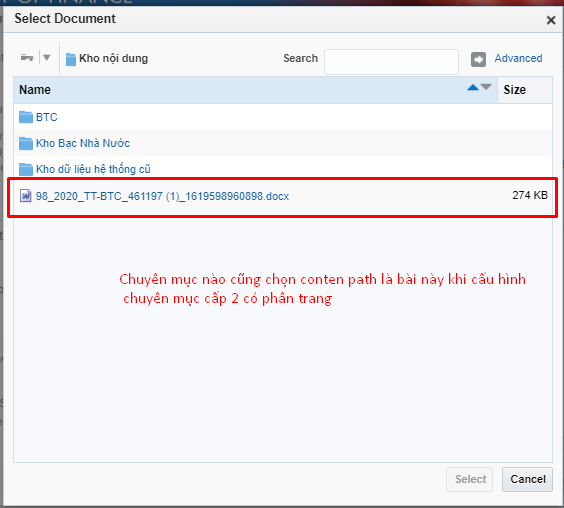 Select Document
Kho nội dung
Search
Advanced
Name
Size
BTC
Kho Bạc Nhà Nước
Kho dữ liệu hệ thống cũ
98_2020_TT-BTC_461197 (1)_1619598960898.docx
274 KB
Chuyên mục nào cũng chọn conten path là bài này khi cấu hình
chuyên mục cấp 2 có phân trang
Select
Cancel